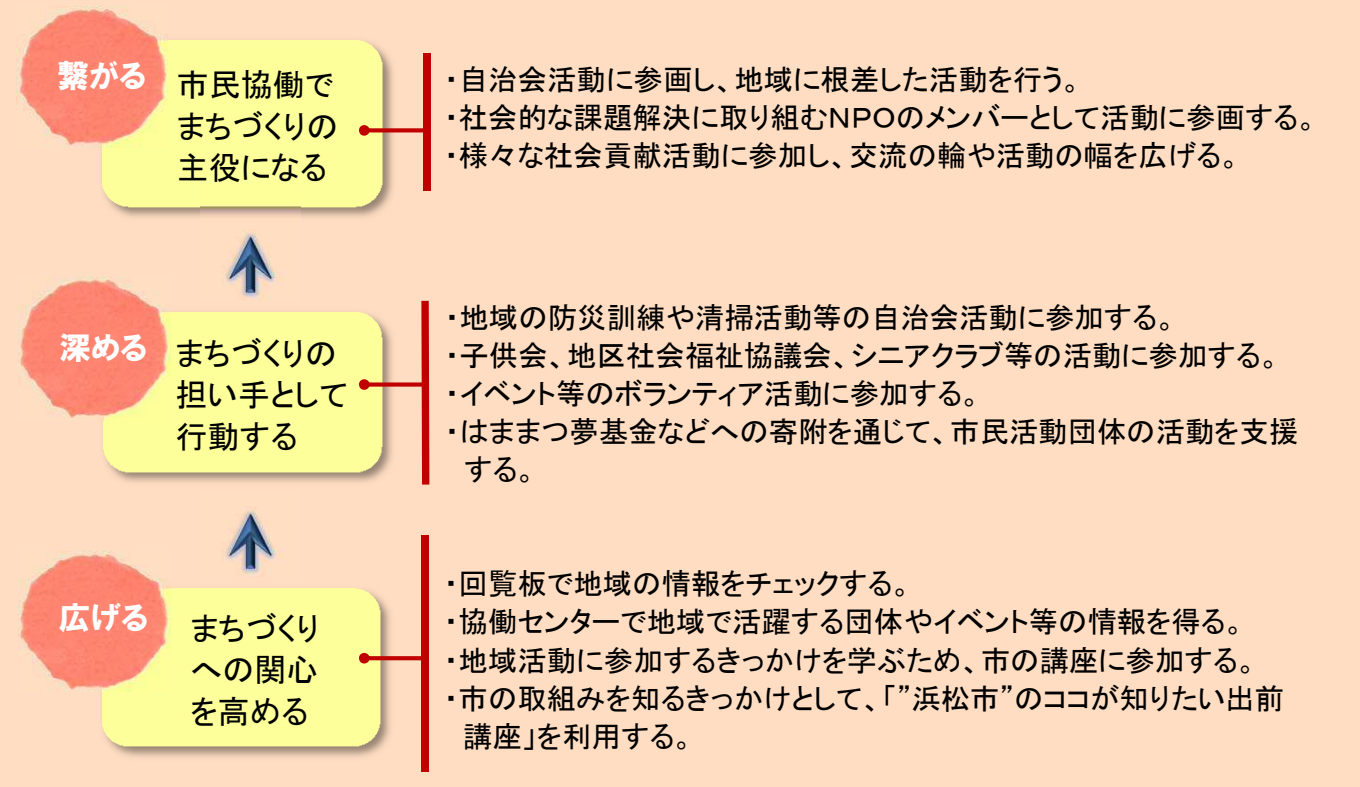 繋がる
市民協働で
まちづくりの
主役になる
・自治会活動に参画し、地域に根差した活動を行う。
・社会的な課題解決に取り組むNPOのメンバーとして活動に参画する。
・様々な社会貢献活動に参加し、交流の輪や活動の幅を広げる。
深める
まちづくりの
担い手として
行動する
・地域の防災訓練や清掃活動等の自治会活動に参加する。
・子供会、地区社会福祉協議会、シニアクラブ等の活動に参加する。
・イベント等のボランティア活動に参加する。
・はままつ夢基金などへの寄附を通じて、市民活動団体の活動を支援
する。
広げる
まちづくり
への関心
を高める
・回覧板で地域の情報をチェックする。
・協働センターで地域で活躍する団体やイベント等の情報を得る。
・地域活動に参加するきっかけを学ぶため、市の講座に参加する。
・市の取組みを知るきっかけとして、「”浜松市”のココが知りたい出前
講座」を利用する。